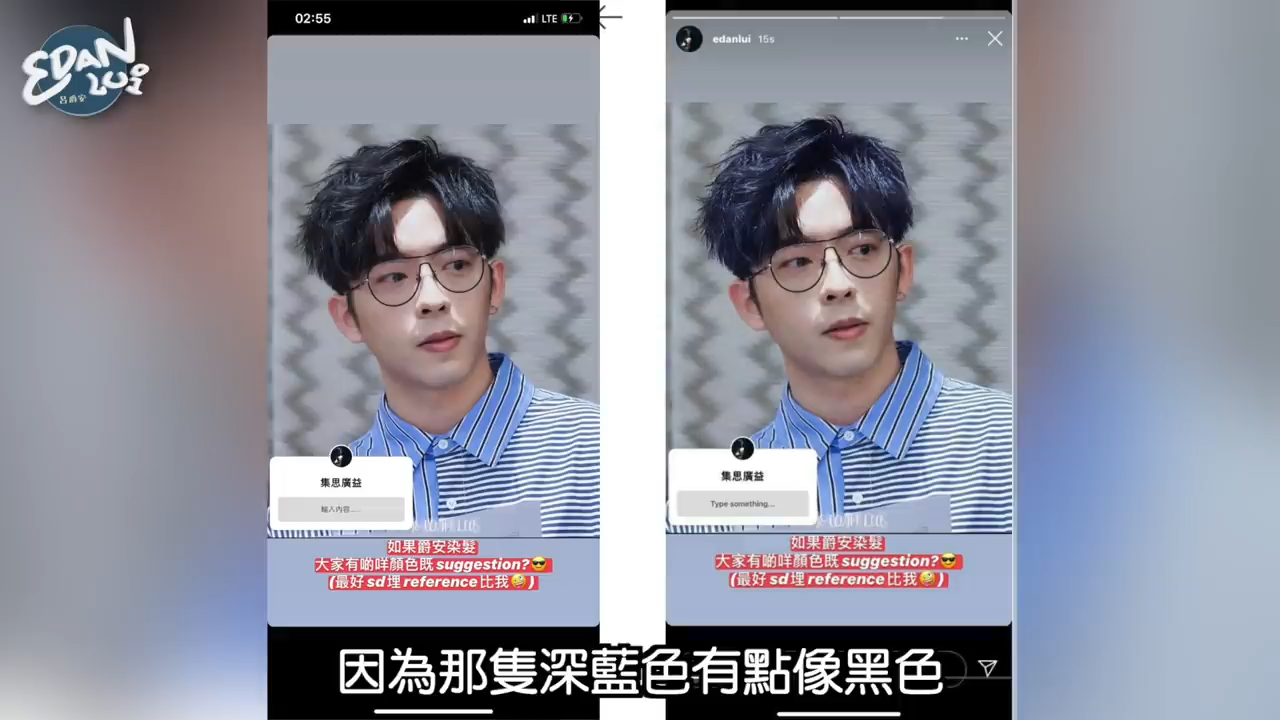 EDAN
LUI
呂爵安
02:55
LTE
集思廣益
輸入內容...
如果爵安染髮
大家有啲咩顏色既suggestion?😎
(最好sd埋reference比我🤪)
edanlui 15s
集思廣益
Type something...
如果爵安染髮
大家有啲咩顏色既suggestion?😎
(最好sd埋reference比我🤪)
因為那隻深藍色有點像黑色